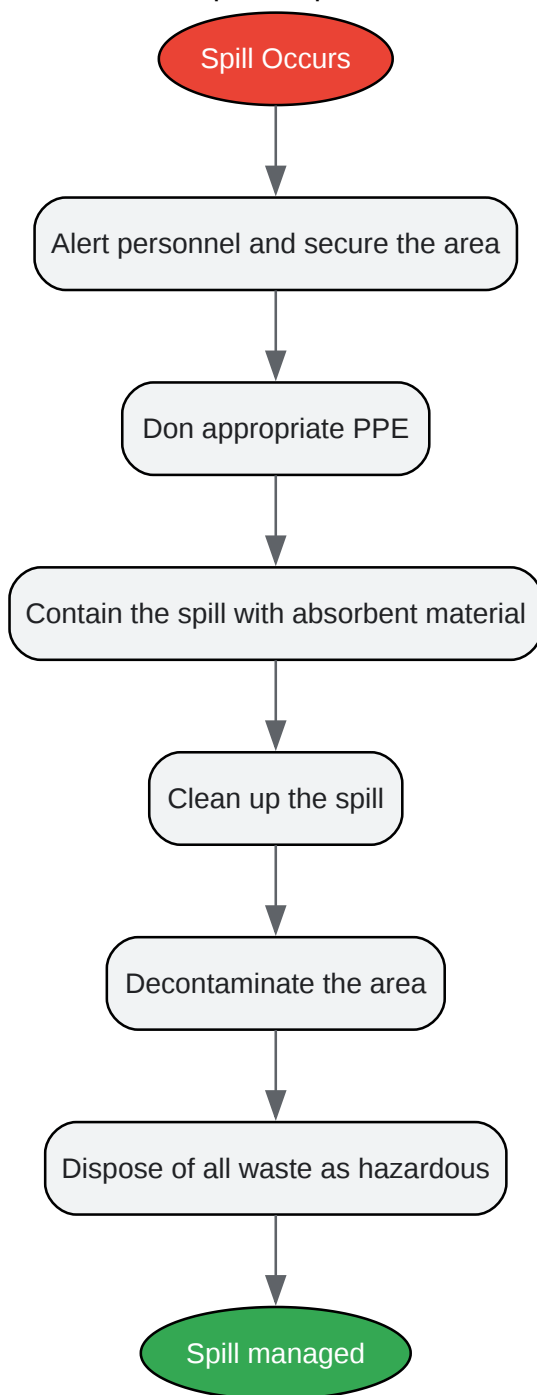 Spill Occurs
Alert personnel and secure the area
Don appropriate PPE
Contain the spill with absorbent material
Clean up the spill
Decontaminate the area
Dispose of all waste as hazardous
Spill managed